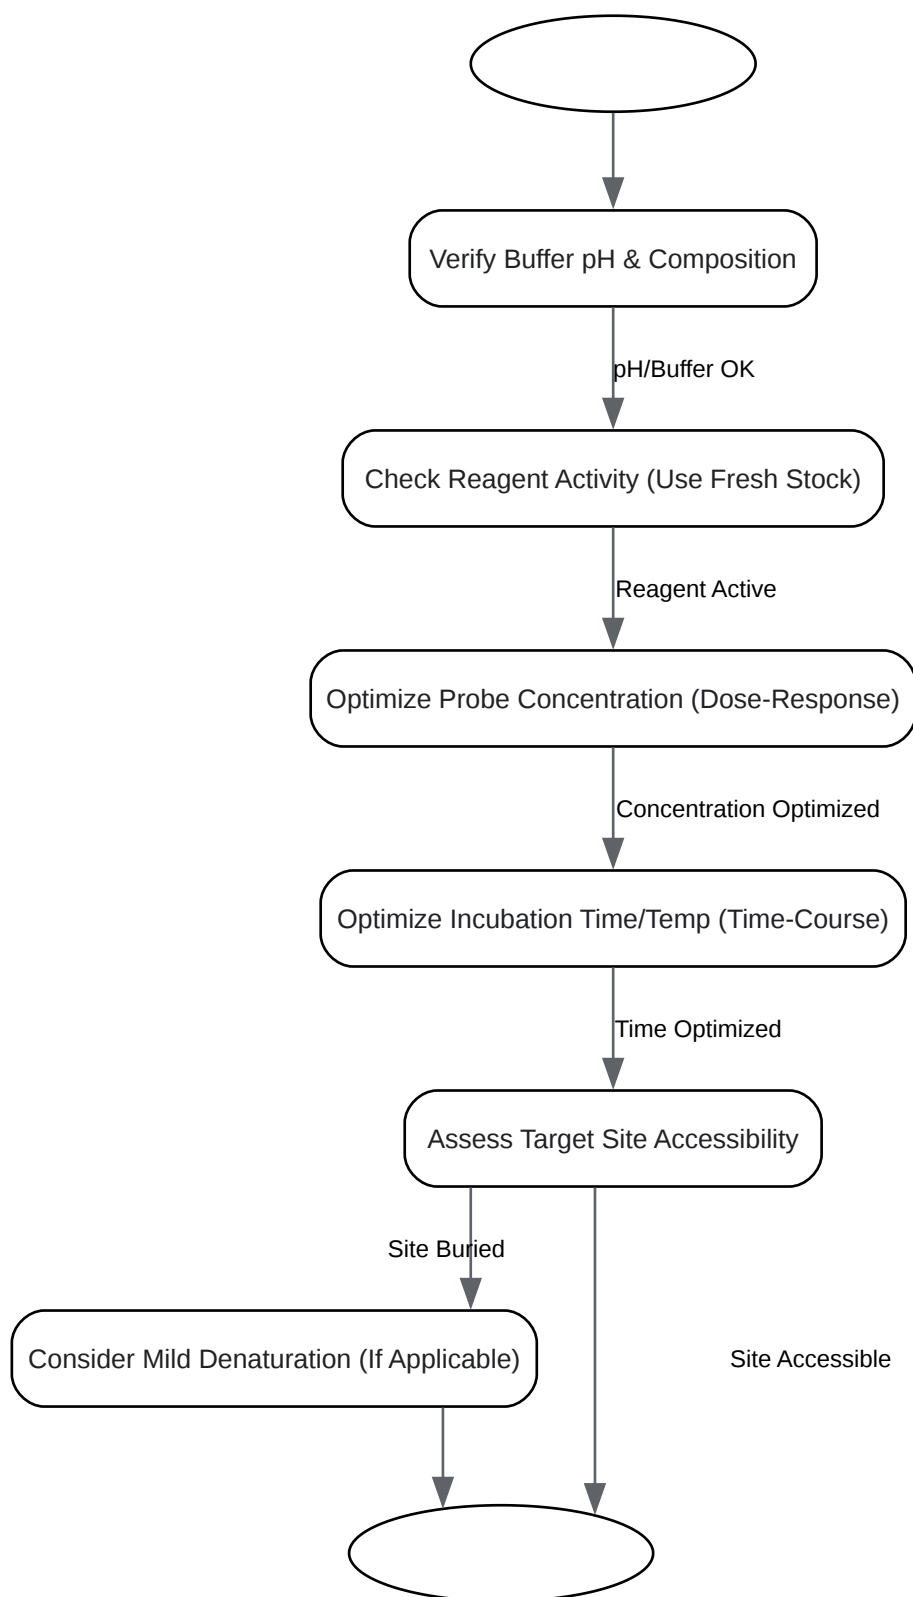 Verify Buffer pH & Composition
pH/Buffer OK
Check Reagent Activity (Use Fresh Stock)
Reagent Active
Optimize Probe Concentration (Dose-Response)
Concentration Optimized
Optimize Incubation Time/Temp (Time-Course)
Time Optimized
Assess Target Site Accessibility
Site Buried
Consider Mild Denaturation (If Applicable)
Site Accessible